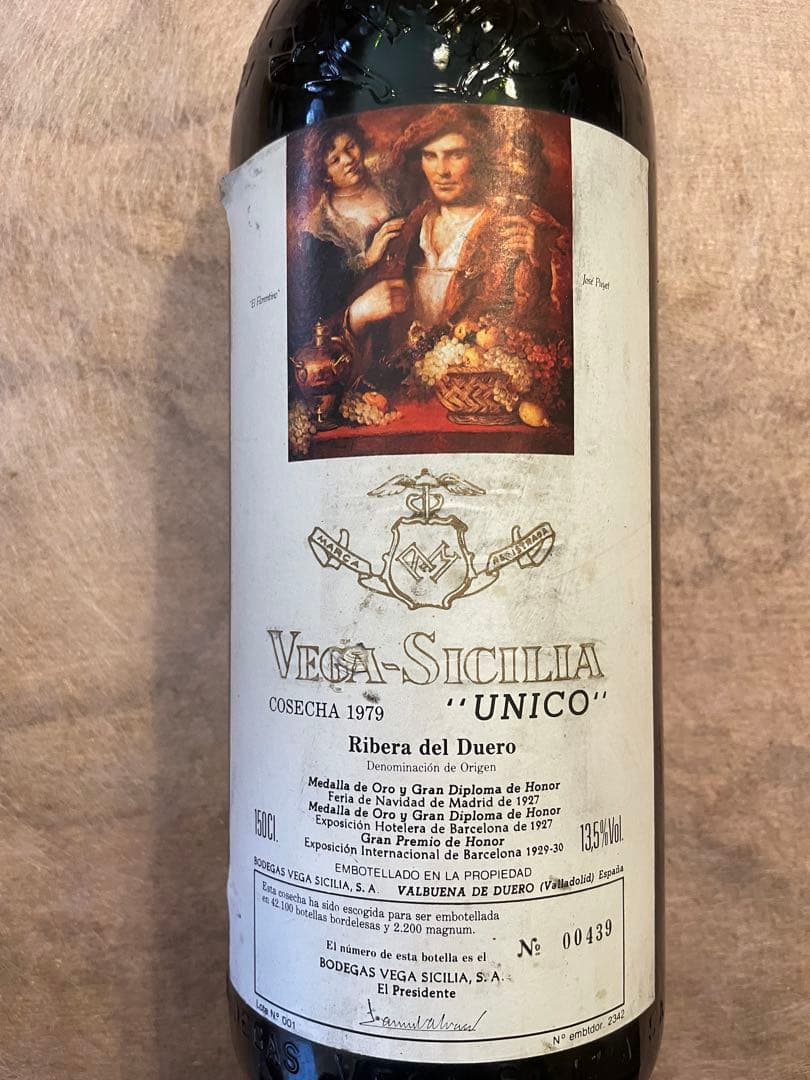 "El Florentino"
José Puyet
MARCA
REGISTRADA
VEGA-SICILIA
COSECHA 1979
"UNICO"
Ribera del Duero
Denominación de Origen
Medalla de Oro y Gran Diploma de Honor
Feria de Navidad de Madrid de 1927
Medalla de Oro y Gran Diploma de Honor
Exposición Hotelera de Barcelona de 1927
Gran Premio de Honor
Exposición Internacional de Barcelona 1929-30
150Cl.
13,5%Vol.
EMBOTELLADO EN LA PROPIEDAD
BODEGAS VEGA SICILIA, S. A. VALBUENA DE DUERO (Valladolid) España
Esta cosecha ha sido escogida para ser embotellada
en 42.100 botellas bordelesas y 2.200 magnum.
El número de esta botella es el
Nº 00439
BODEGAS VEGA SICILIA, S. A.
El Presidente
Lote N.º 001
N.º embtdor. 2342